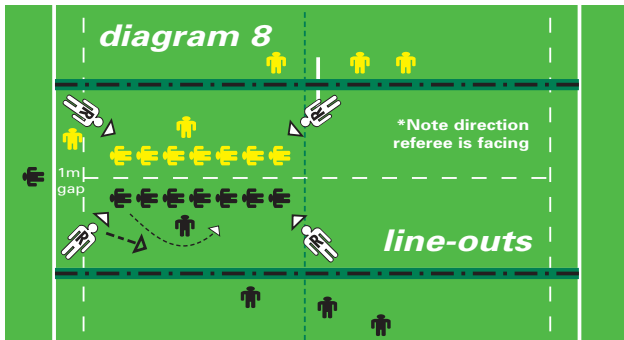 diagram 8
R
R
*Note direction
referee is facing
1m
gap
R
R
line-outs